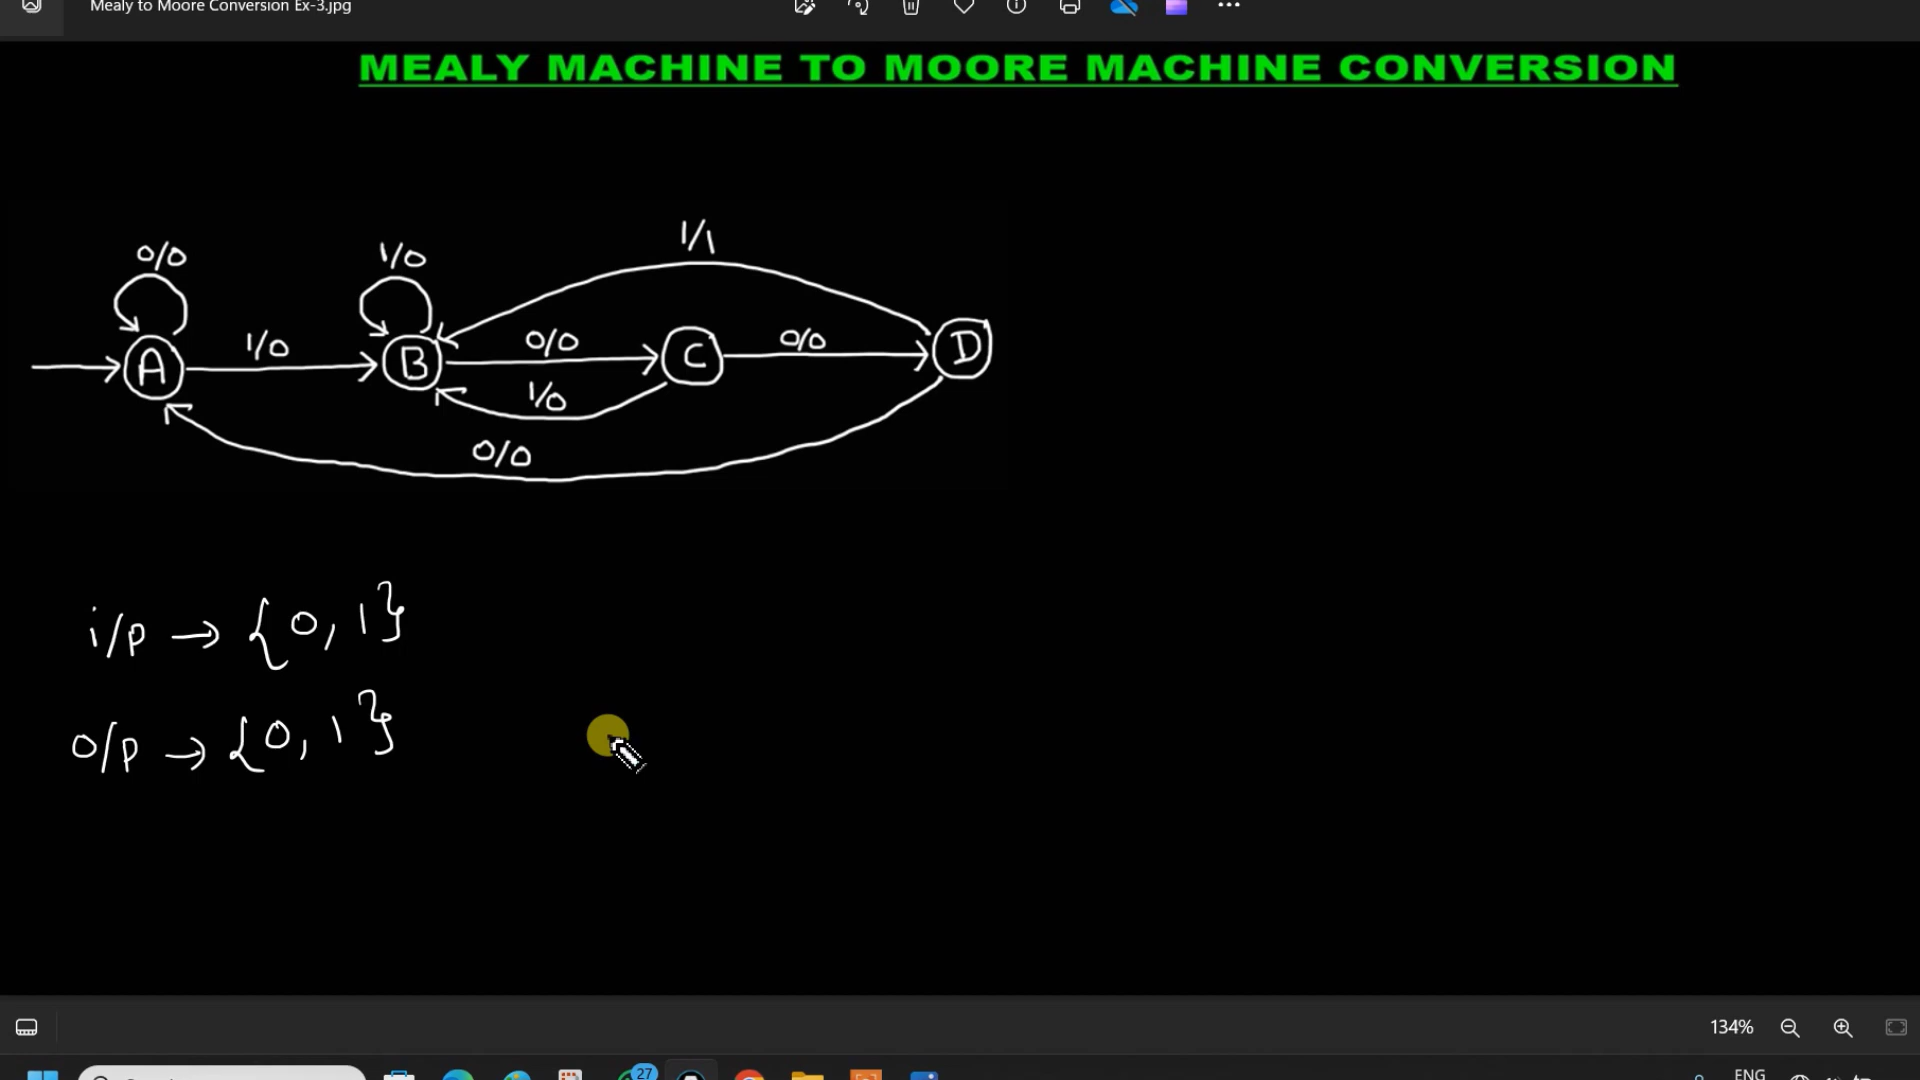 Mealy to Moore Conversion Ex-3.jpg
MEALY MACHINE TO MOORE MACHINE CONVERSION
1/1
0/0
1/0
1/0
0/0
0/0
A
B
C
D
1/0
0/0
i/p → {0, 1}
o/p → {0, 1}
134%
27
ENG